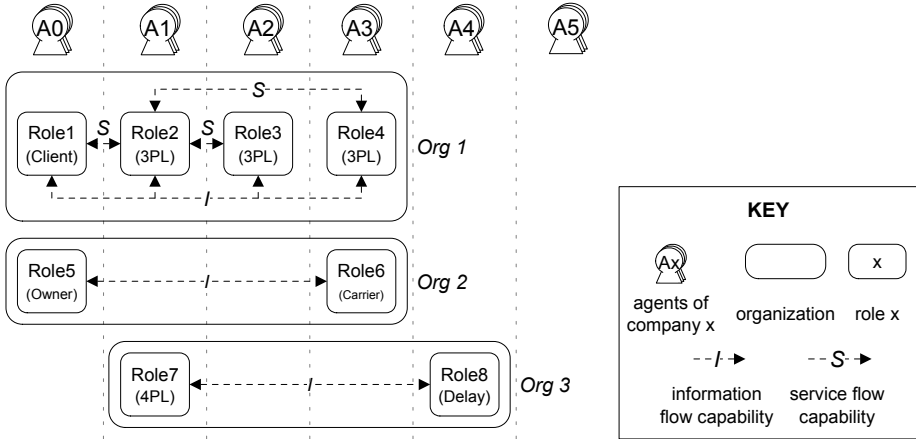 A0 A1 A2 A3 A4 A5
S
Role1 S Role2 S Role3 Role4
(Client) (3PL) (3PL) (3PL)
Org 1
I
Role5 I Role6
(Owner) (Carrier)
Org 2
Role7 I Role8
(4PL) (Delay)
Org 3
KEY
Ax x
agents of
company x
organization
role x
I S
information
flow capability
service flow
capability